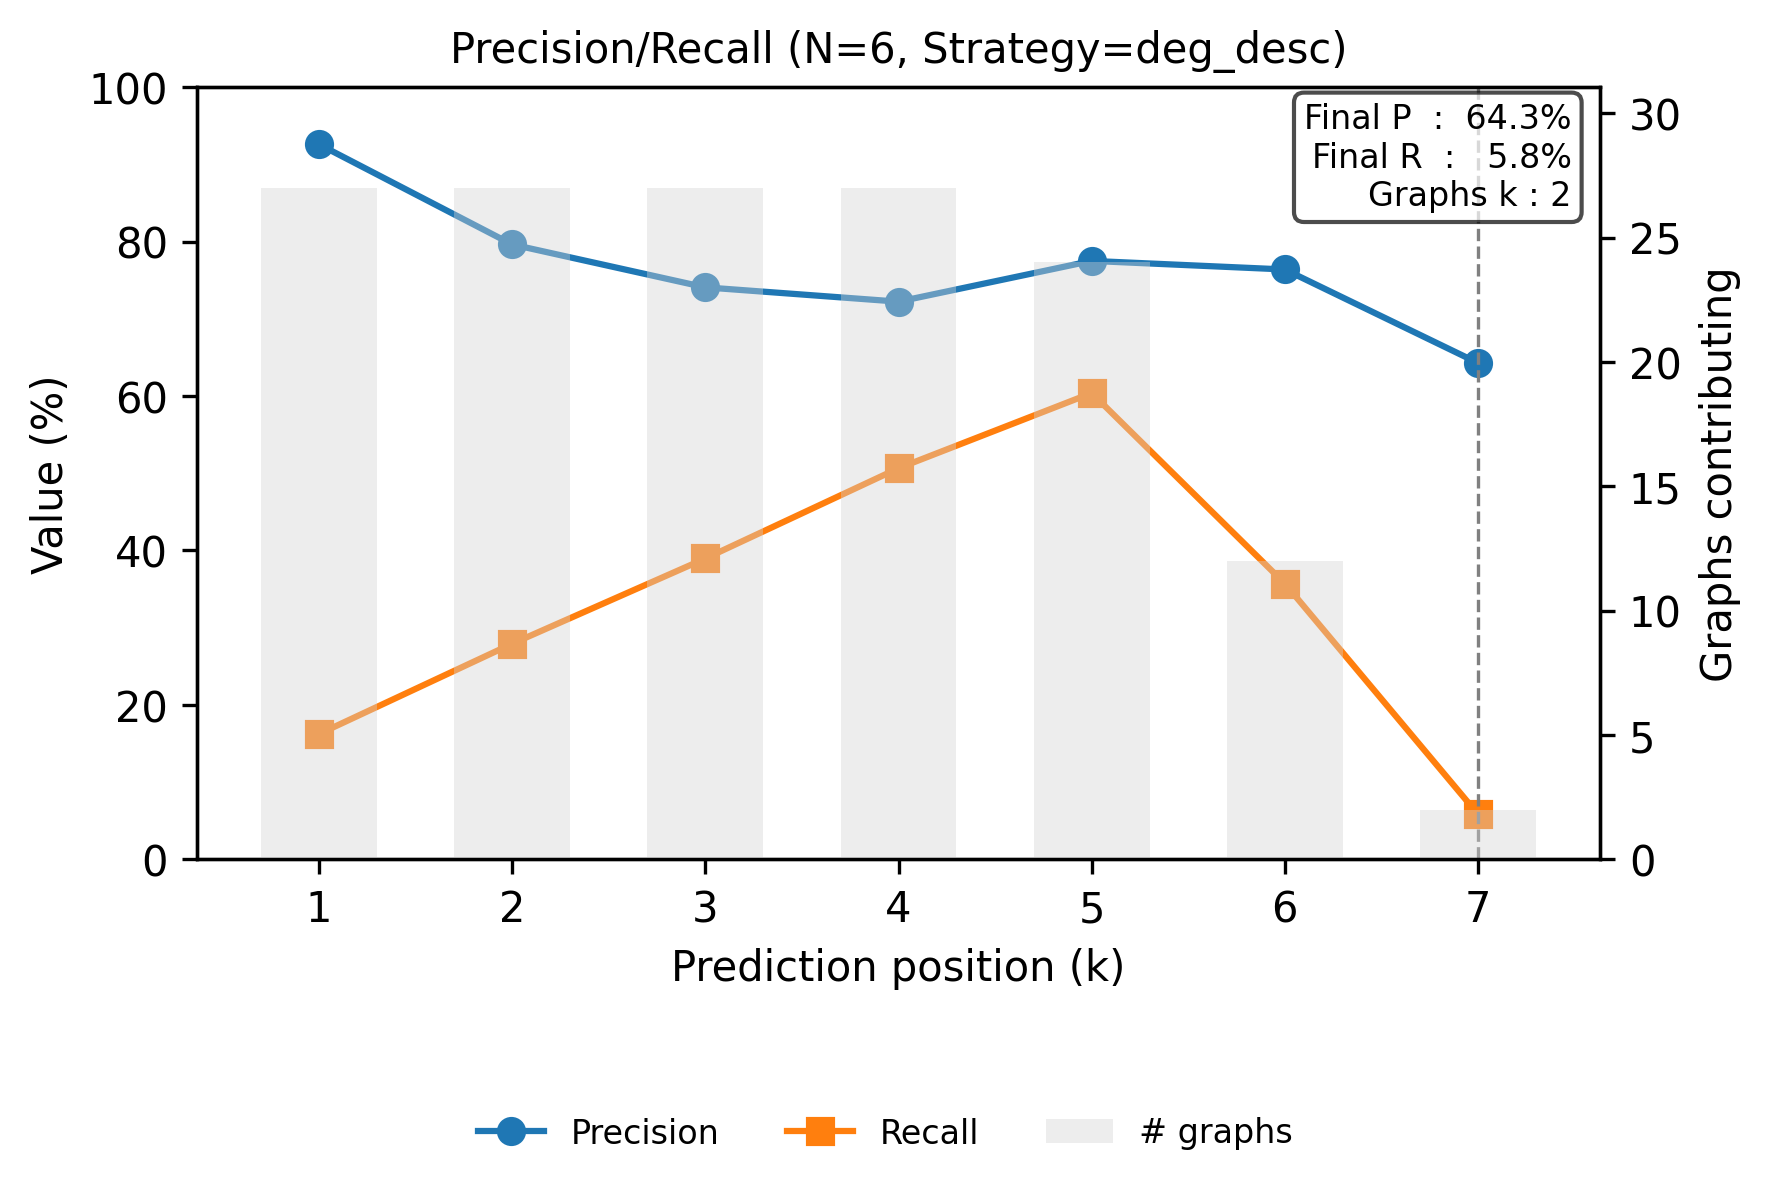 Precision/Recall (N=6, Strategy=deg_desc)
100
80
60
40
20
0
Value (%)
Final P : 64.3%
Final R : 5.8%
Graphs k : 2
30
25
20
15
10
5
0
Graphs contributing
1 2 3 4 5 6 7
Prediction position (k)
Precision Recall # graphs